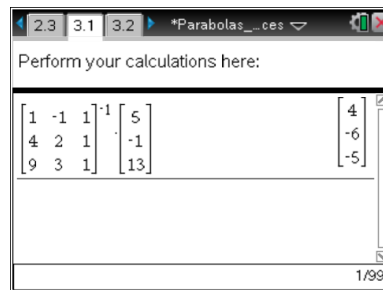 2.3 3.1 3.2 *Parabolas_...ces
Perform your calculations here:
[1 -1 1; 4 2 1; 9 3 1]^-1 · [5; -1; 13] [4; -6; -5]
1/99